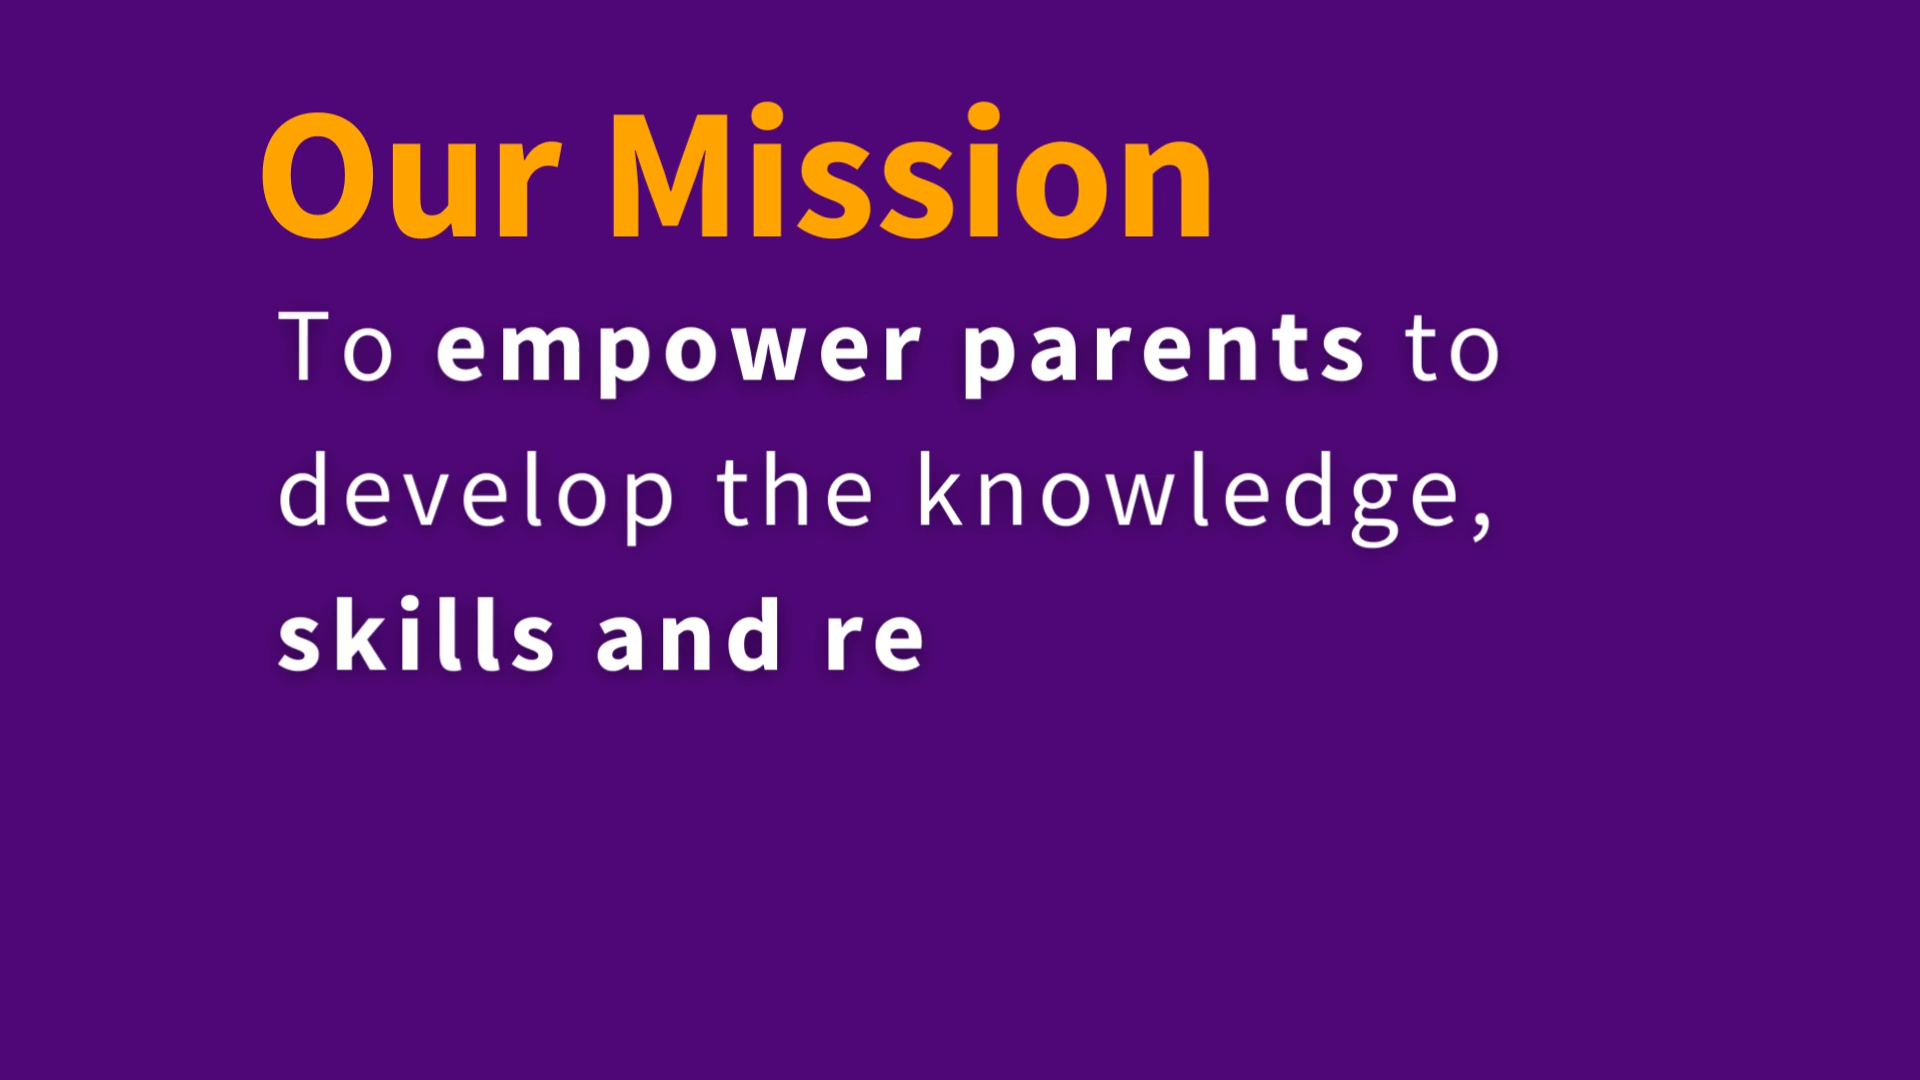 Our Mission
To empower parents to
develop the knowledge,
skills and re